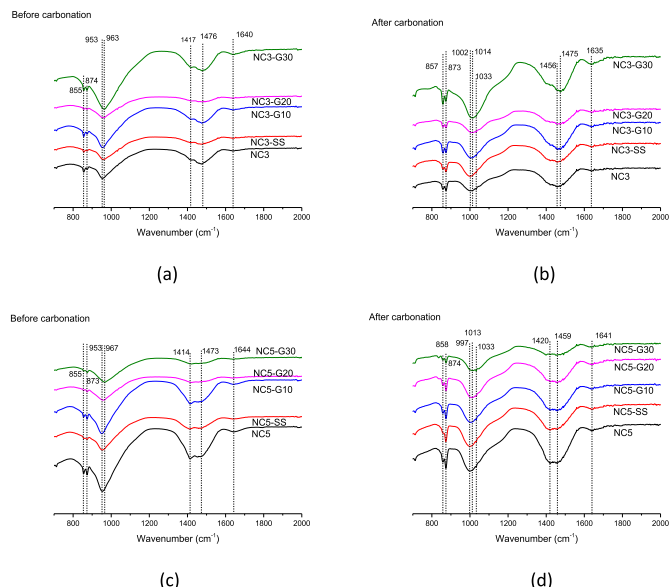 Before carbonation
953 963
1417 1476 1640
874
855
NC3-G30
NC3-G20
NC3-G10
NC3-SS
NC3
800 1000 1200 1400 1600 1800 2000
Wavenumber (cm-1)
(a)
After carbonation
1002 1014
857 873
1033
1456 1475 1635
NC3-G30
NC3-G20
NC3-G10
NC3-SS
NC3
800 1000 1200 1400 1600 1800 2000
Wavenumber (cm-1)
(b)
Before carbonation
953 967
1414 1473 1644
855
873
NC5-G30
NC5-G20
NC5-G10
NC5-SS
NC5
800 1000 1200 1400 1600 1800 2000
Wavenumber (cm-1)
(c)
After carbonation
1013
858 997 1033
874
1420 1459 1641
NC5-G30
NC5-G20
NC5-G10
NC5-SS
NC5
800 1000 1200 1400 1600 1800 2000
Wavenumber (cm-1)
(d)